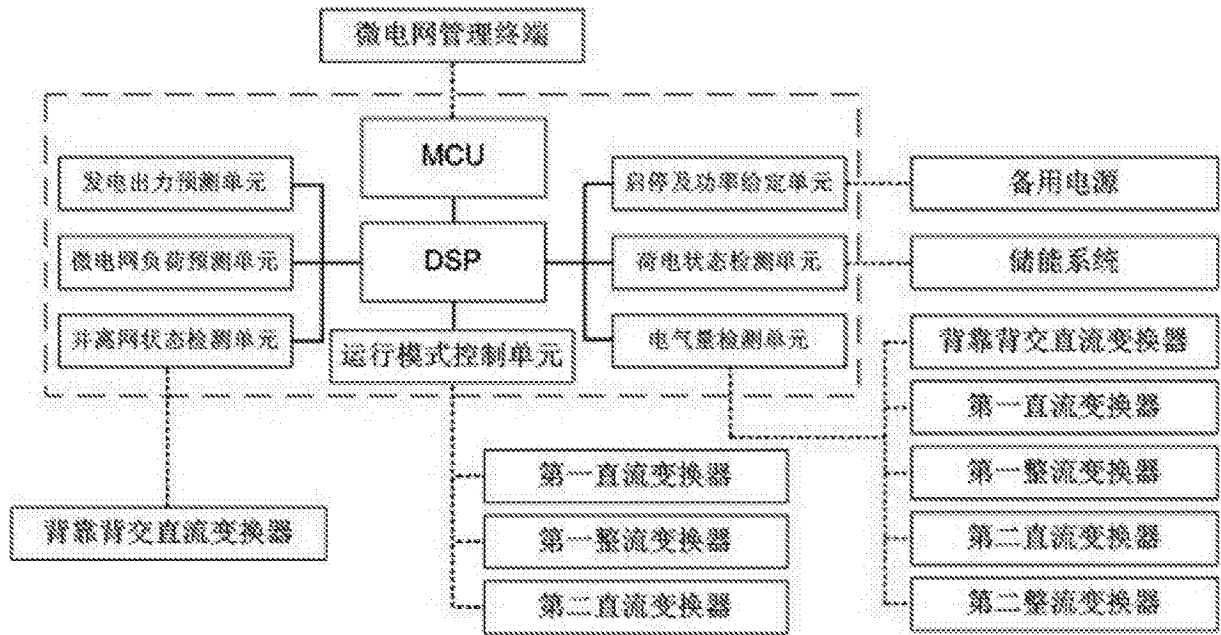 微电网管理终端
MCU
发电出力预测单元
启停及功率给定单元
备用电源
微电网负荷预测单元
DSP
荷电状态检测单元
储能系统
并离网状态检测单元
运行模式控制单元
电气量检测单元
背靠背交直流变换器
第一直流变换器
第一整流变换器
第二直流变换器
第二整流变换器
第一直流变换器
第一整流变换器
第二直流变换器
背靠背交直流变换器